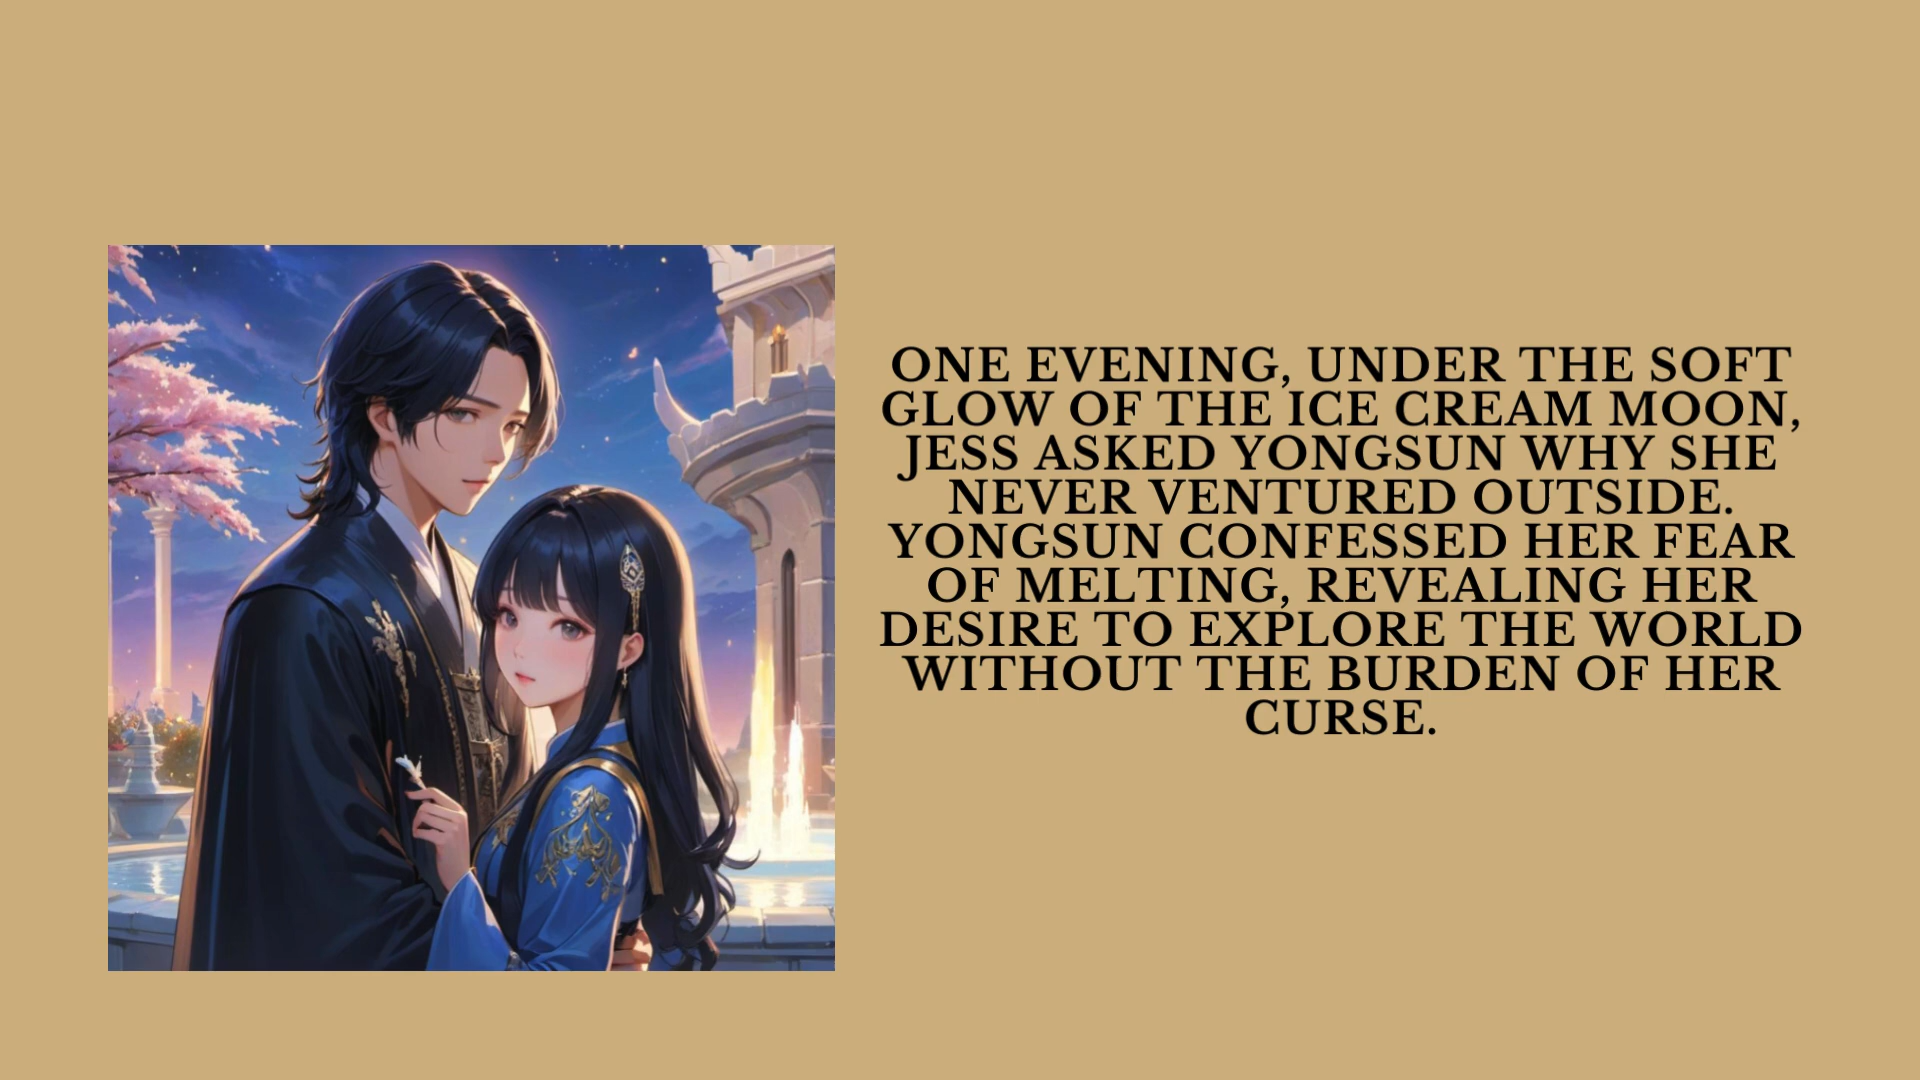 ONE EVENING, UNDER THE SOFT
GLOW OF THE ICE CREAM MOON,
JESS ASKED YONGSUN WHY SHE
NEVER VENTURED OUTSIDE.
YONGSUN CONFESSED HER FEAR
OF MELTING, REVEALING HER
DESIRE TO EXPLORE THE WORLD
WITHOUT THE BURDEN OF HER
CURSE.